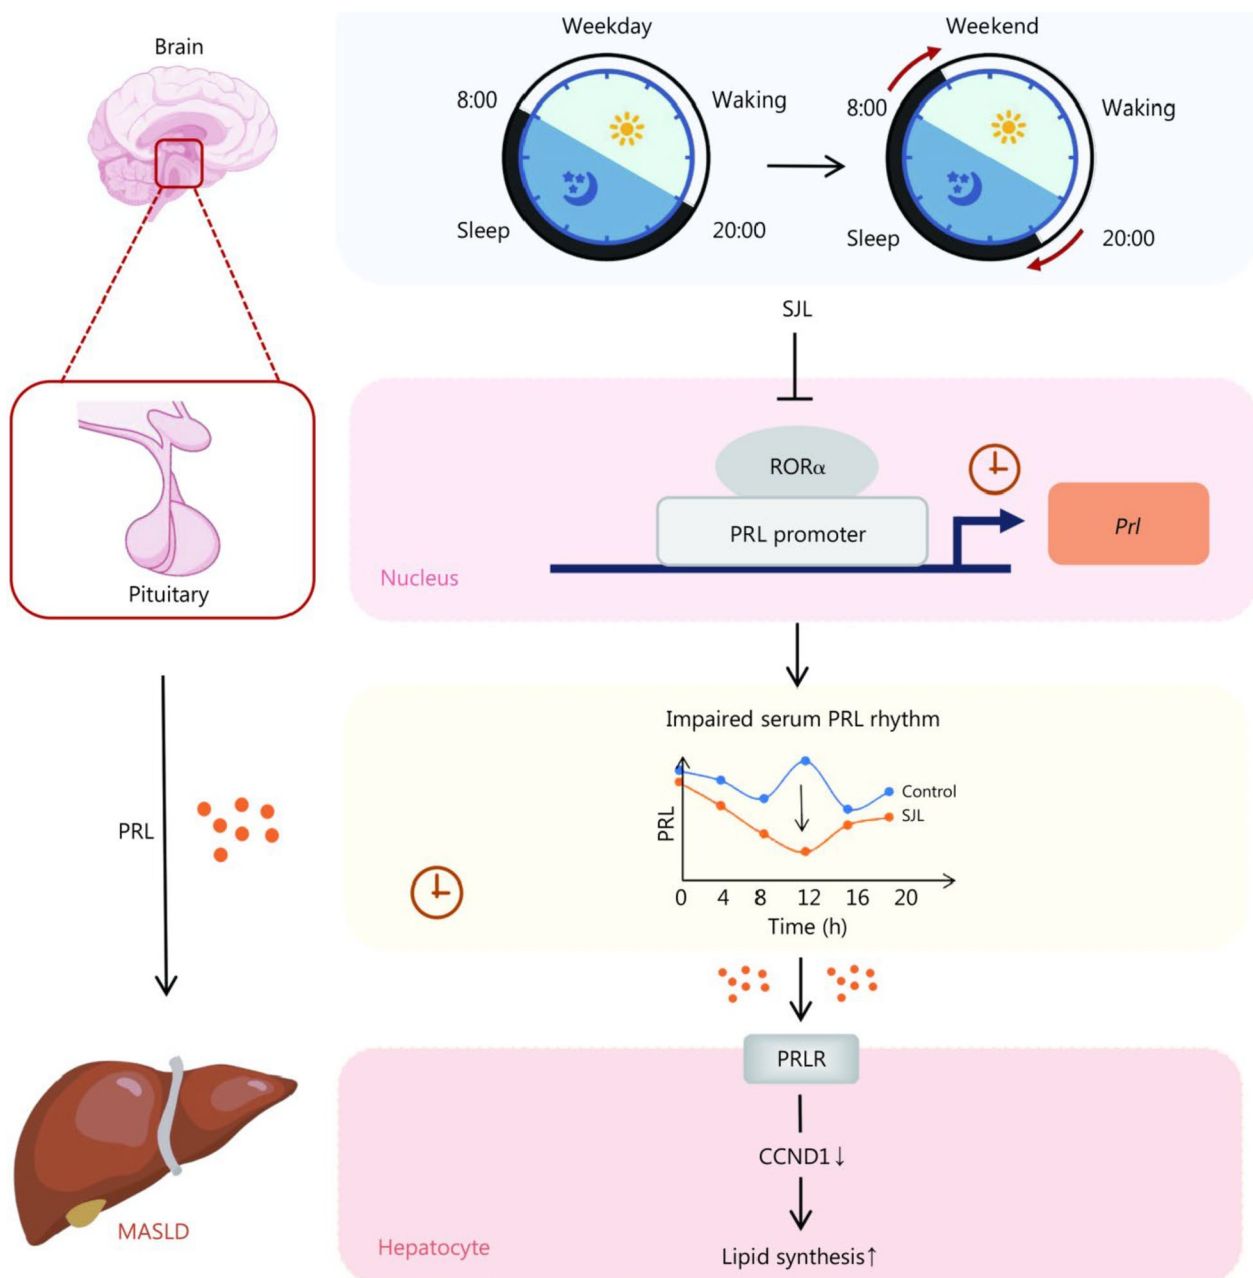 Brain
Weekday
Weekend
8:00
Waking
8:00
Waking
Sleep
20:00
Sleep
20:00
SJL
RORα
PRL promoter
Prl
Nucleus
Pituitary
Impaired serum PRL rhythm
Control
SJL
PRL
0 4 8 12 16 20
Time (h)
PRL
PRLR
CCND1↓
Lipid synthesis↑
MASLD
Hepatocyte